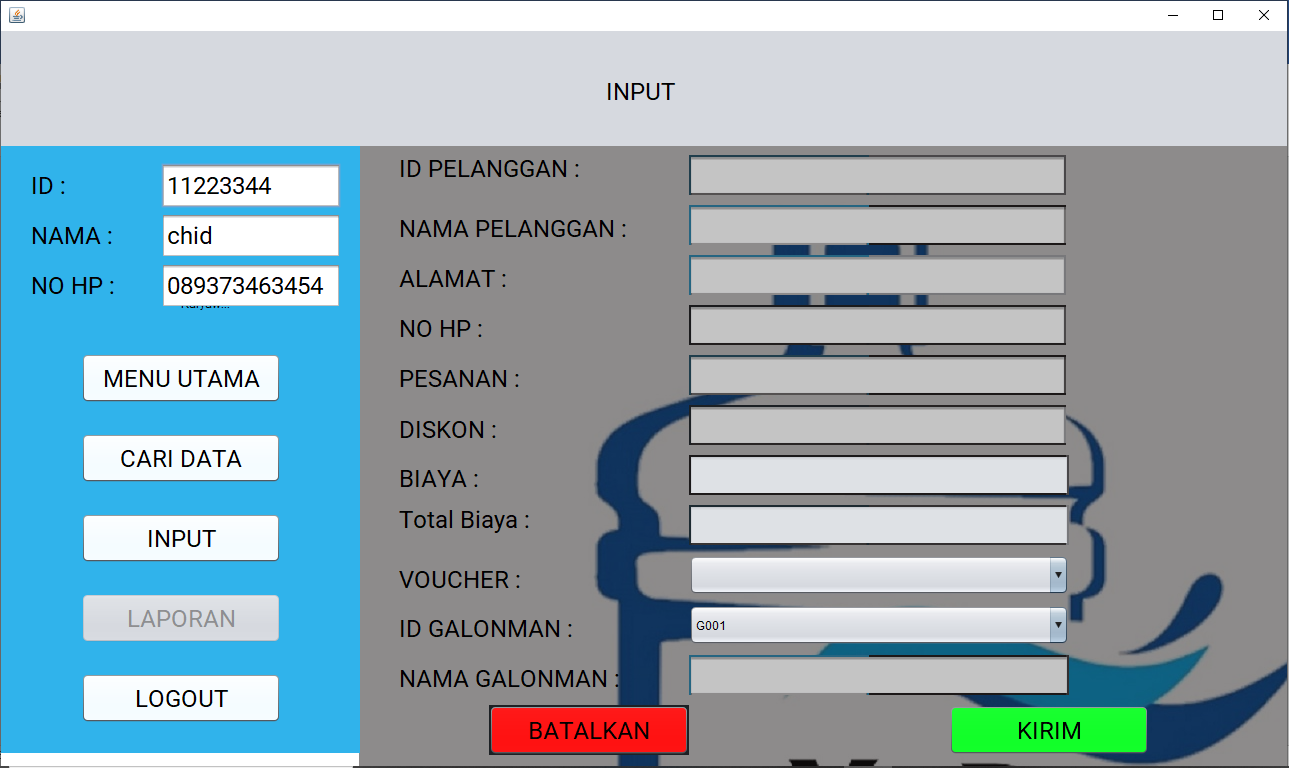 INPUT
ID :
11223344
NAMA :
chid
NO HP :
089373463454
MENU UTAMA
CARI DATA
INPUT
LAPORAN
LOGOUT
ID PELANGGAN :
NAMA PELANGGAN :
ALAMAT :
NO HP :
PESANAN :
DISKON :
BIAYA :
Total Biaya :
VOUCHER :
ID GALONMAN :
G001
NAMA GALONMAN :
BATALKAN
KIRIM